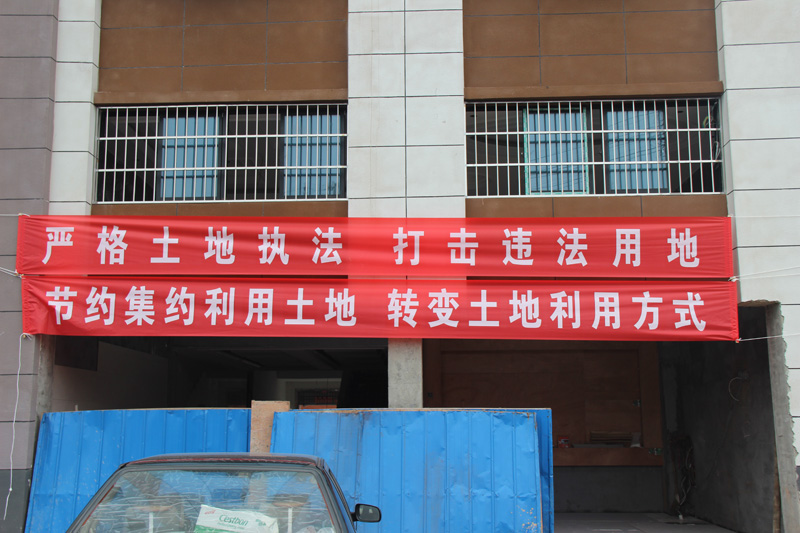 严格土地执法 打击违法用地
节约集约利用土地 转变土地利用方式